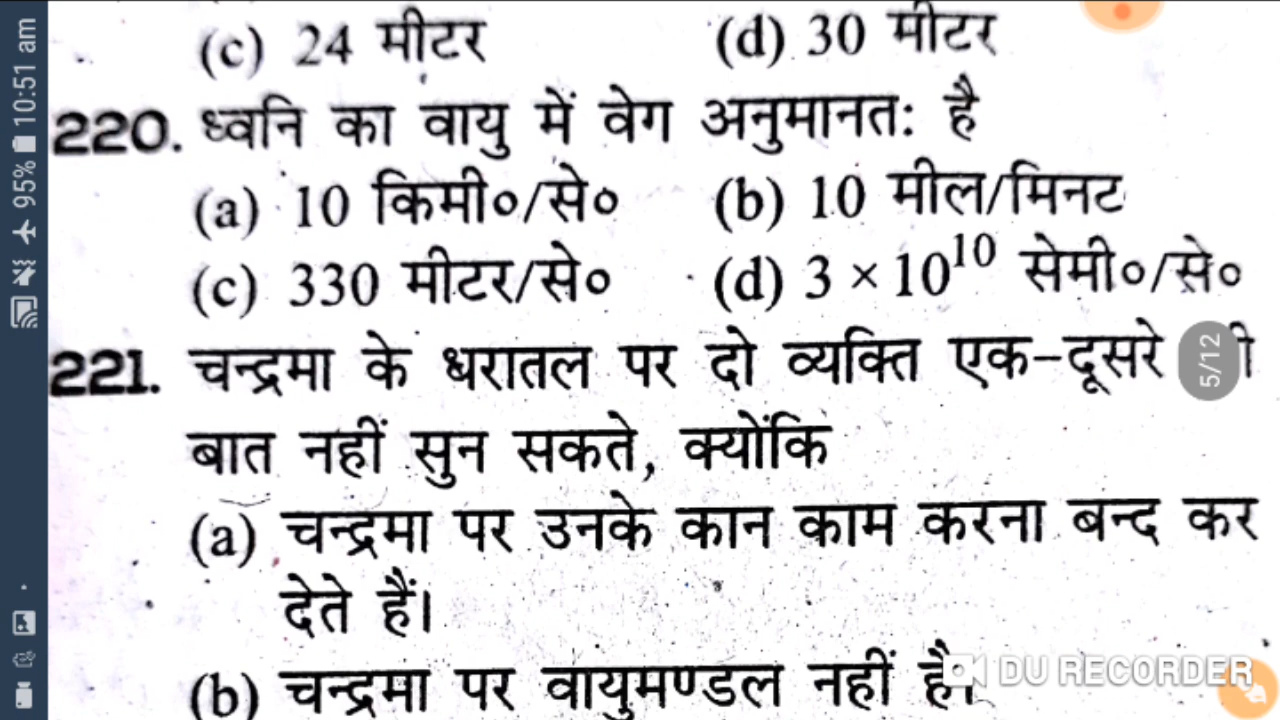 (c) 24 मीटर (d) 30 मीटर
220. ध्वनि का वायु में वेग अनुमानत: है
(a) 10 किमी०/से० (b) 10 मील/मिनट
(c) 330 मीटर/से० (d) 3 × 10¹⁰ सेमी०/से०
221. चन्द्रमा के धरातल पर दो व्यक्ति एक-दूसरे
बात नहीं सुन सकते, क्योंकि
(a) चन्द्रमा पर उनके कान काम करना बन्द कर
देते हैं।
(b) चन्द्रमा पर वायुमण्डल नहीं है।
5/12
DU RECORDER
95% 10:51 am